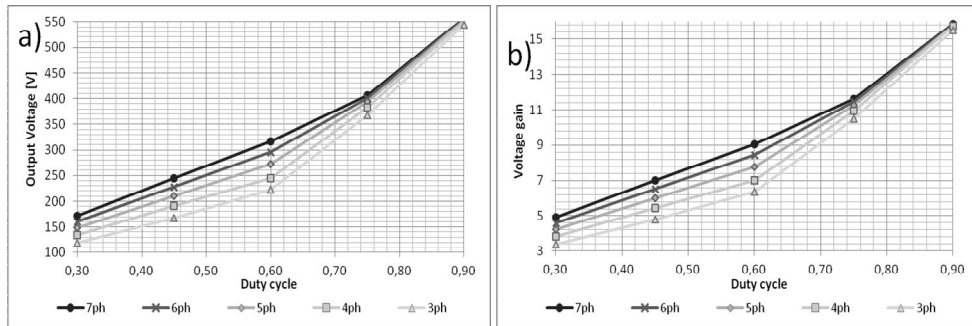 a)
Output Voltage [V]
550
500
450
400
350
300
250
200
150
100
0,30 0,40 0,50 0,60 0,70 0,80 0,90
Duty cycle
7ph 6ph 5ph 4ph 3ph
b)
Voltage gain
15
13
11
9
7
5
3
0,30 0,40 0,50 0,60 0,70 0,80 0,90
Duty cycle
7ph 6ph 5ph 4ph 3ph